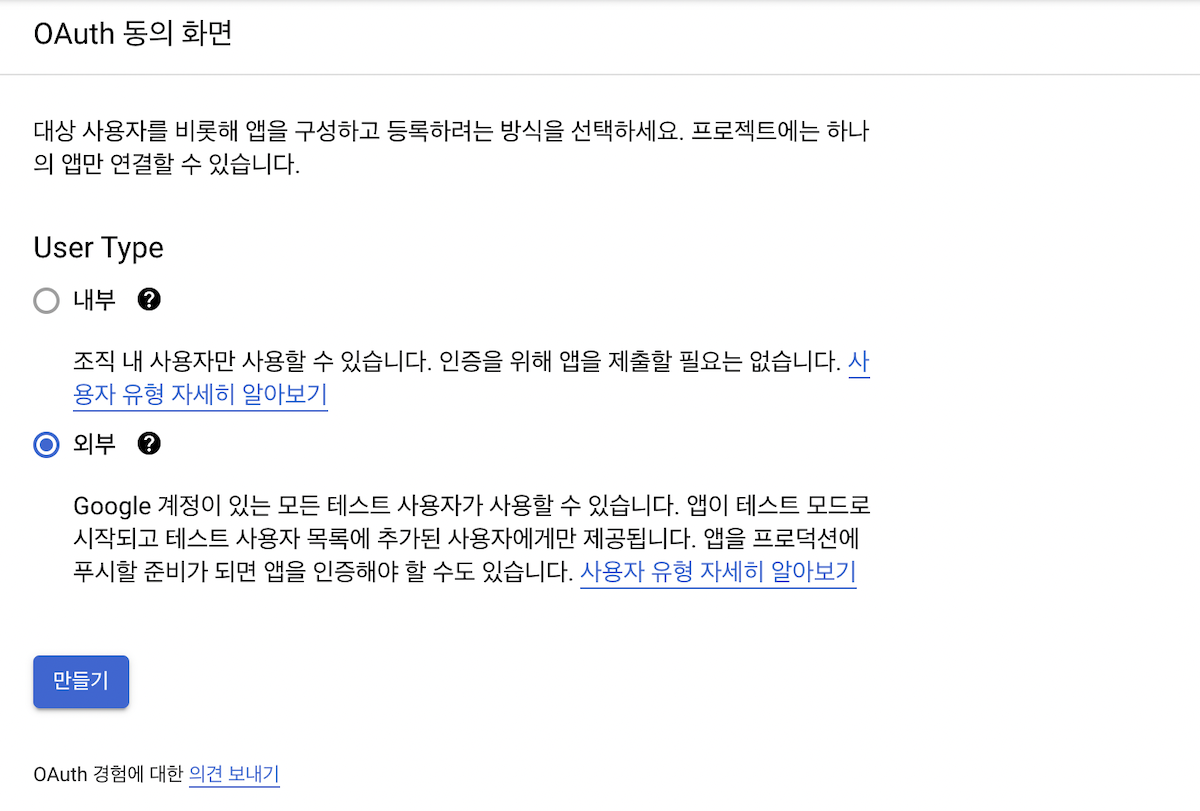 OAuth 동의 화면
대상 사용자를 비롯해 앱을 구성하고 등록하려는 방식을 선택하세요. 프로젝트에는 하나
의 앱만 연결할 수 있습니다.
User Type
내부 ?
조직 내 사용자만 사용할 수 있습니다. 인증을 위해 앱을 제출할 필요는 없습니다. 사
용자 유형 자세히 알아보기
외부 ?
Google 계정이 있는 모든 테스트 사용자가 사용할 수 있습니다. 앱이 테스트 모드로
시작되고 테스트 사용자 목록에 추가된 사용자에게만 제공됩니다. 앱을 프로덕션에
푸시할 준비가 되면 앱을 인증해야 할 수도 있습니다. 사용자 유형 자세히 알아보기
만들기
OAuth 경험에 대한 의견 보내기